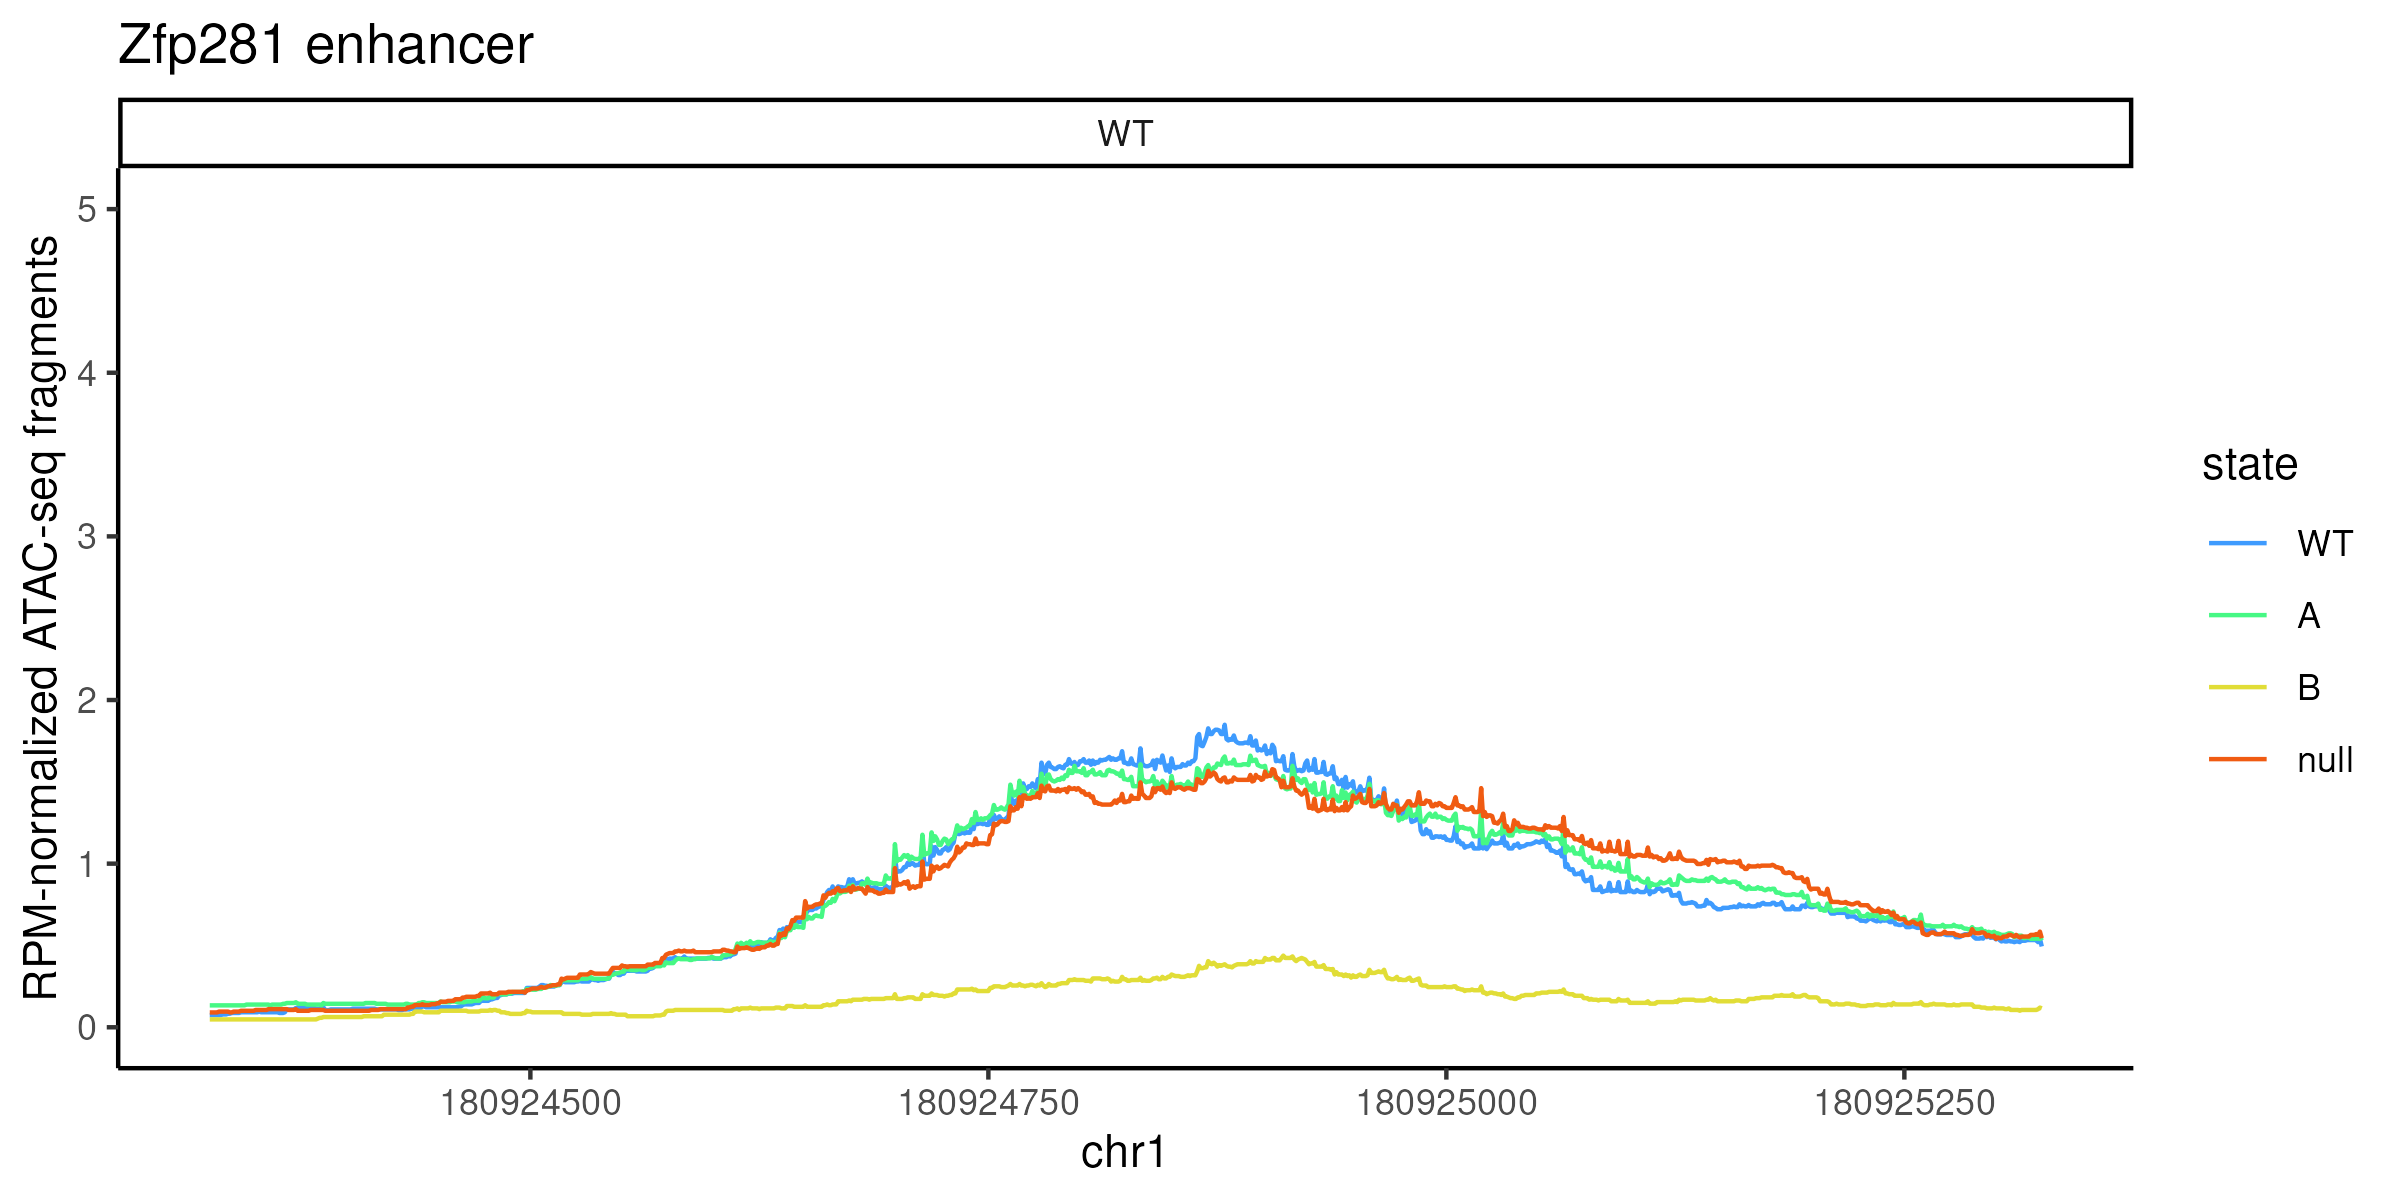 Zfp281 enhancer
WT
RPM-normalized ATAC-seq fragments
5
4
3
2
1
0
180924500
180924750
180925000
180925250
chr1
state
WT
A
B
null